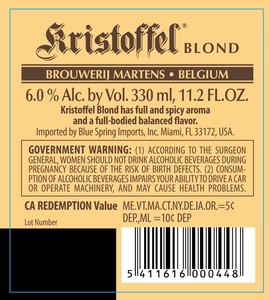 Kristoffel BLOND
BROUWERIJ MARTENS • BELGIUM
6.0 % Alc. by Vol. 330 ml, 11.2 FL.OZ.
Kristoffel Blond has full and spicy aroma
and a full-bodied balanced flavor.
Imported by Blue Spring Imports, Inc. Miami, FL 33172, USA.
GOVERNMENT WARNING: (1) ACCORDING TO THE SURGEON
GENERAL, WOMEN SHOULD NOT DRINK ALCOHOLIC BEVERAGES DURING
PREGNANCY BECAUSE OF THE RISK OF BIRTH DEFECTS. (2) CONSUMP-
TION OF ALCOHOLIC BEVERAGES IMPAIRS YOUR ABILITY TO DRIVE A CAR
OR OPERATE MACHINERY, AND MAY CAUSE HEALTH PROBLEMS.
CA REDEMPTION Value ME.VT.MA.CT.NY.DE.IA.OR.=5¢
DEP.,ML =10¢ DEP
Lot Number
5 411616 000448